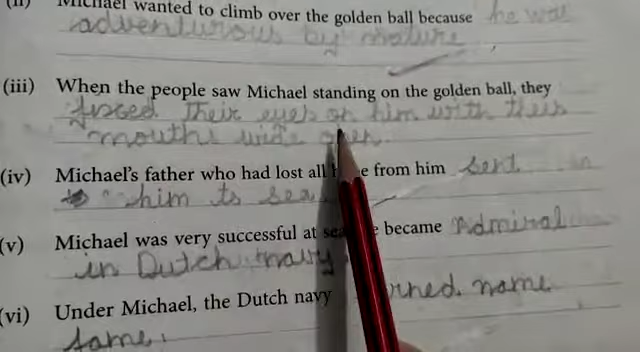 (ii) Michael wanted to climb over the golden ball because he was
adventurous by nature
(iii) When the people saw Michael standing on the golden ball, they
fixed their eyes on him with their
mouths wide open
(iv) Michael's father who had lost all from him sent
him to sea
(v) Michael was very successful at became Admiral
in Dutch navy
(vi) Under Michael, the Dutch navy name
fame.